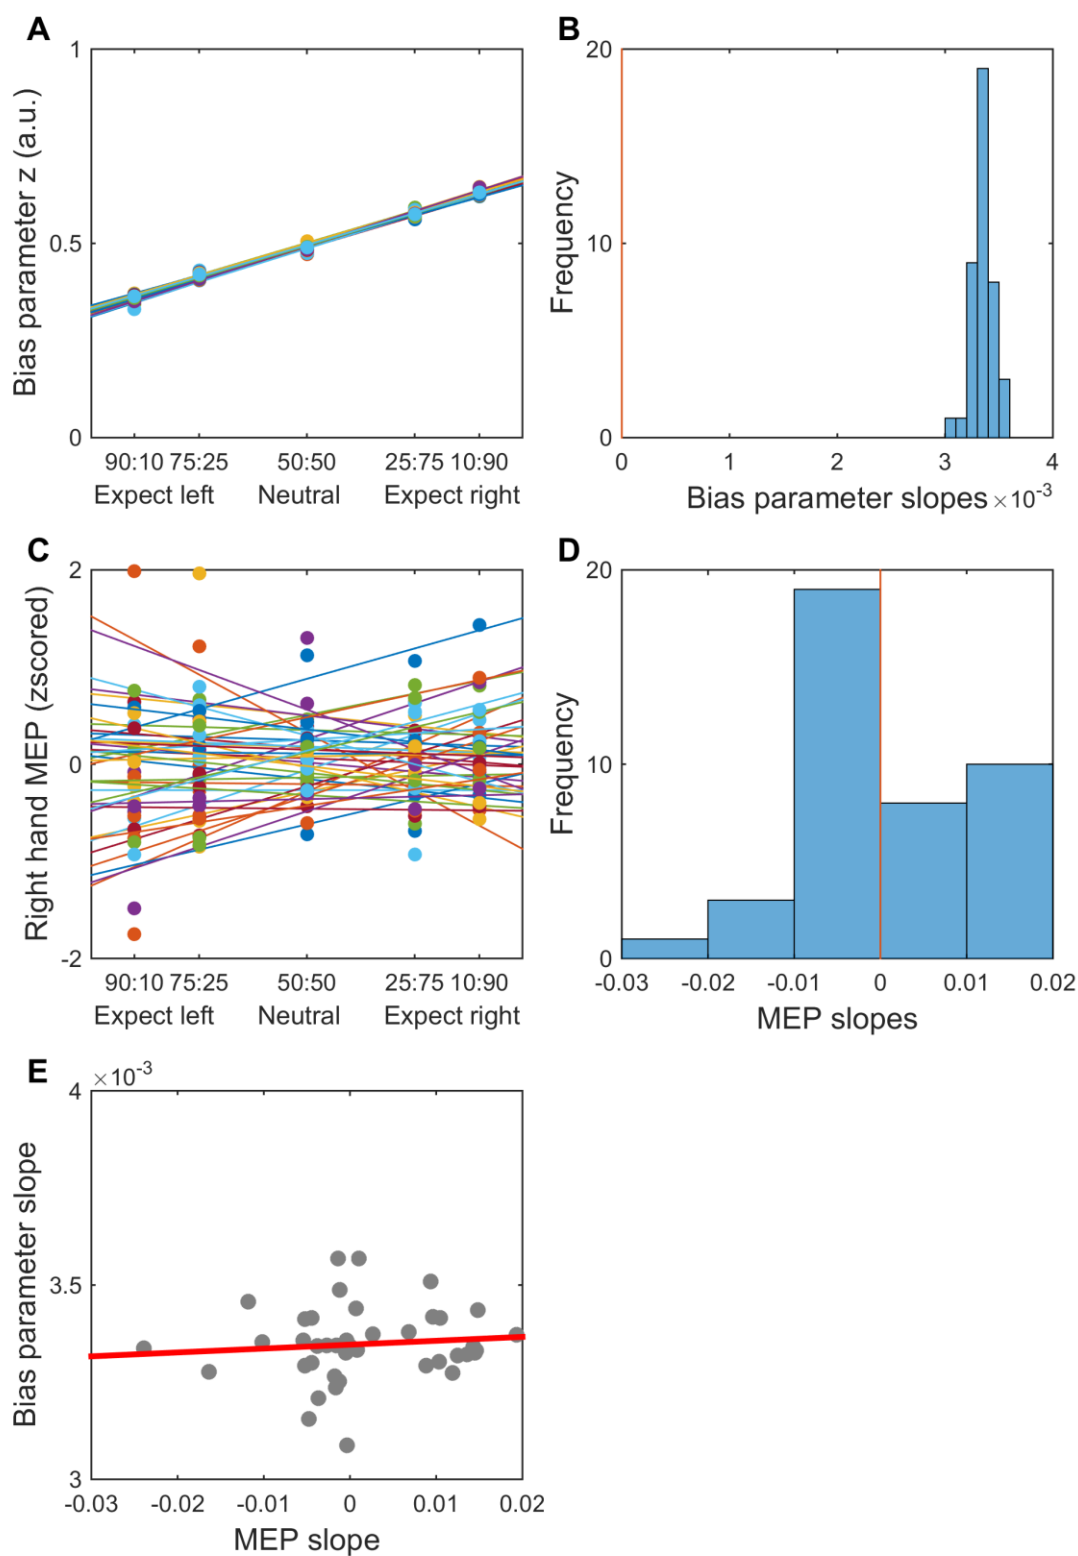 A
Bias parameter z (a.u.)
1
0.5
0
90:10 75:25 50:50 25:75 10:90
Expect left Neutral Expect right
B
Frequency
20
10
0
0 1 2 3 4
Bias parameter slopes ×10-3
C
Right hand MEP (zscored)
2
0
-2
90:10 75:25 50:50 25:75 10:90
Expect left Neutral Expect right
D
Frequency
20
10
0
-0.03 -0.02 -0.01 0 0.01 0.02
MEP slopes
E
×10-3
Bias parameter slope
4
3.5
3
-0.03 -0.02 -0.01 0 0.01 0.02
MEP slope